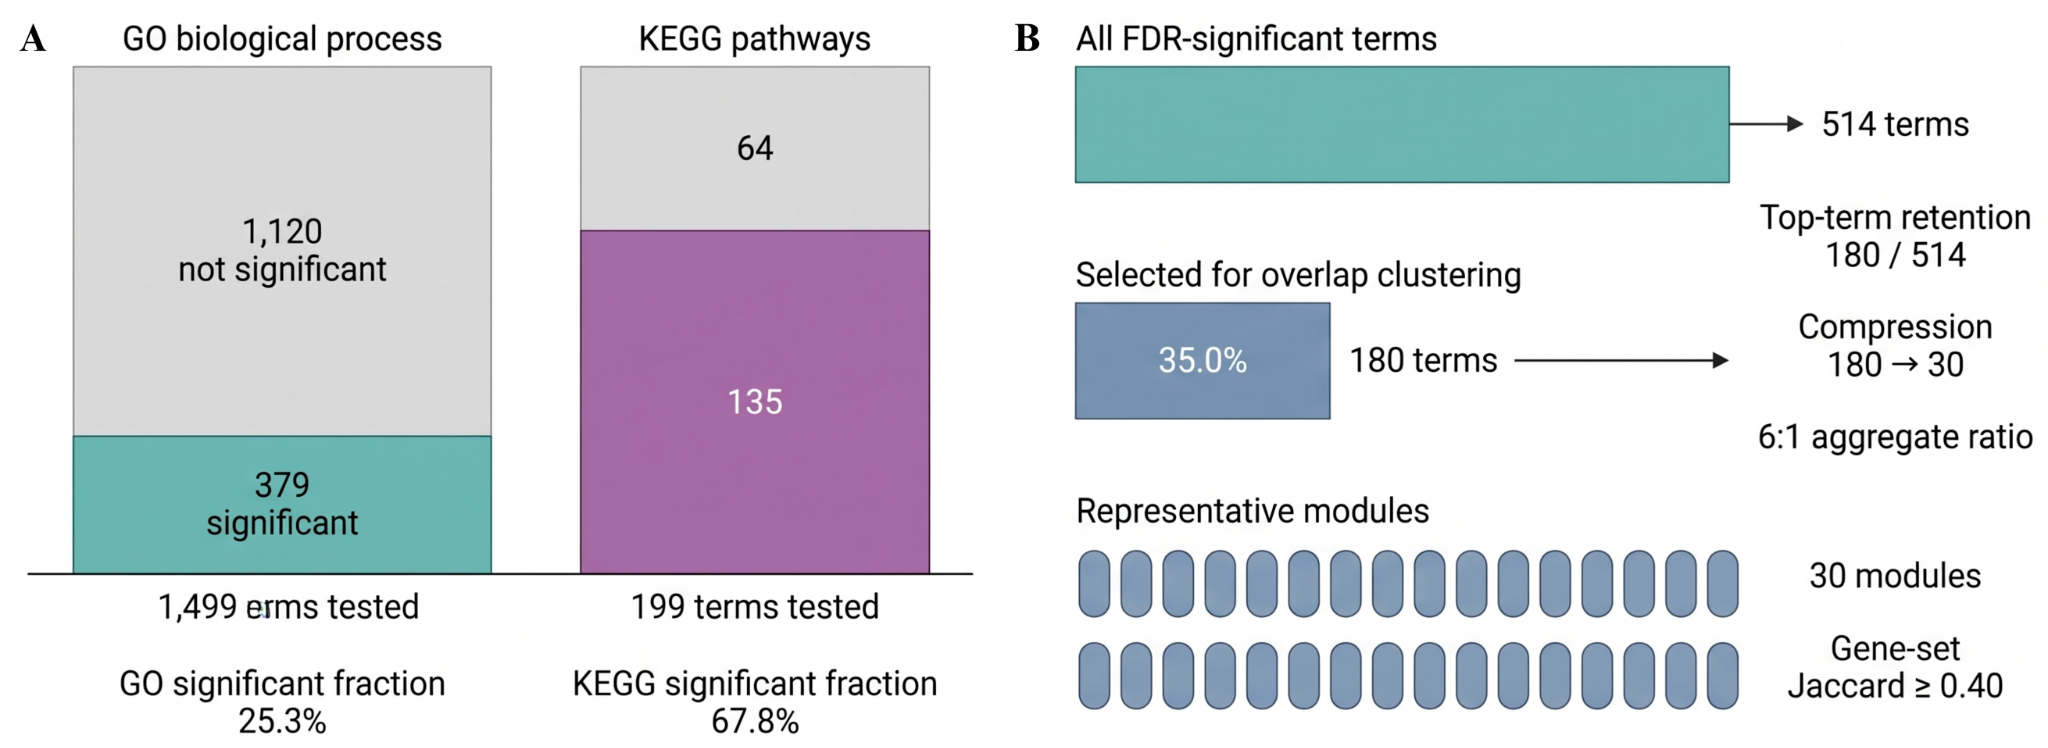 A
GO biological process
KEGG pathways
1,120
not significant
379
significant
64
135
1,499 erms tested
199 terms tested
GO significant fraction
25.3%
KEGG significant fraction
67.8%
B
All FDR-significant terms
514 terms
Top-term retention
180 / 514
Selected for overlap clustering
35.0%
180 terms
Compression
180 → 30
6:1 aggregate ratio
Representative modules
30 modules
Gene-set
Jaccard ≥ 0.40